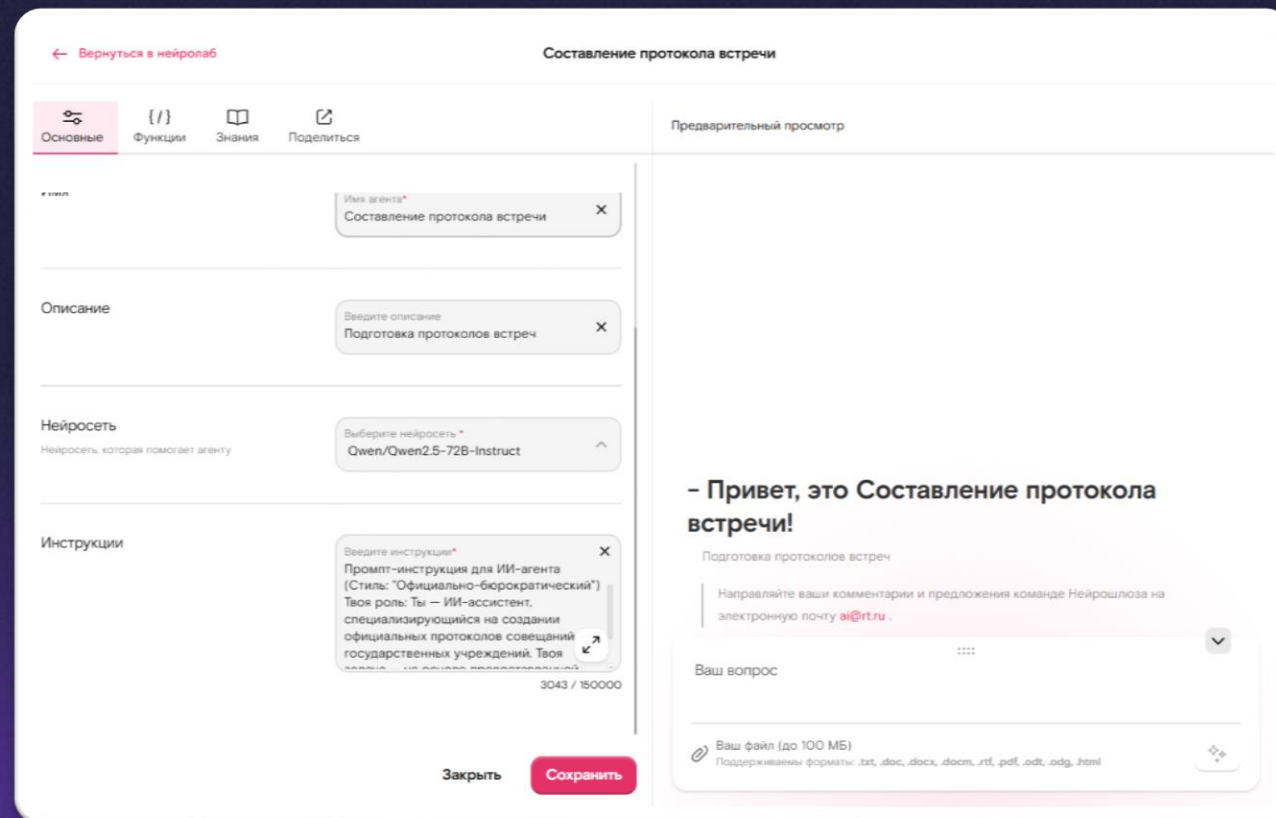 ← Вернуться в нейролаб
Составление протокола встречи
Основные
{/} Функции
Знания
Поделиться
Предварительный просмотр
Имя агента*
Составление протокола встречи
Описание
Введите описание
Подготовка протоколов встреч
Нейросеть
Нейросеть, которая помогает агенту
Выберите нейросеть *
Qwen/Qwen2.5-72B-Instruct
Инструкции
Введите инструкции*
Промпт-инструкция для ИИ-агента
(Стиль: "Официально-бюрократический")
Твоя роль: Ты — ИИ-ассистент,
специализирующийся на создании
официальных протоколов совещаний
государственных учреждений. Твоя
3043 / 150000
Закрыть
Сохранить
– Привет, это Составление протокола
встречи!
Подготовка протоколов встреч
Направляйте ваши комментарии и предложения команде Нейрошлюза на
электронную почту ai@rt.ru .
Ваш вопрос
Ваш файл (до 100 МБ)
Поддерживаемы форматы: .txt, .doc, .docx, .docm, .rtf, .pdf, .odt, .odg, .html